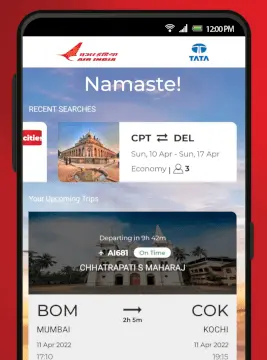 12:00 PM
एअर इंडिया
AIR INDIA
TATA
Namaste!
RECENT SEARCHES
cities
CPT ⇄ DEL
Sun, 10 Apr - Sun, 17 Apr
Economy | 3
Your Upcoming Trips
Departing in 9h 42m
AI681 On Time
CHHATRAPATI S MAHARAJ
BOM → COK
2h 5m
MUMBAI KOCHI
11 Apr 2022 11 Apr 2022
17:10 19:15